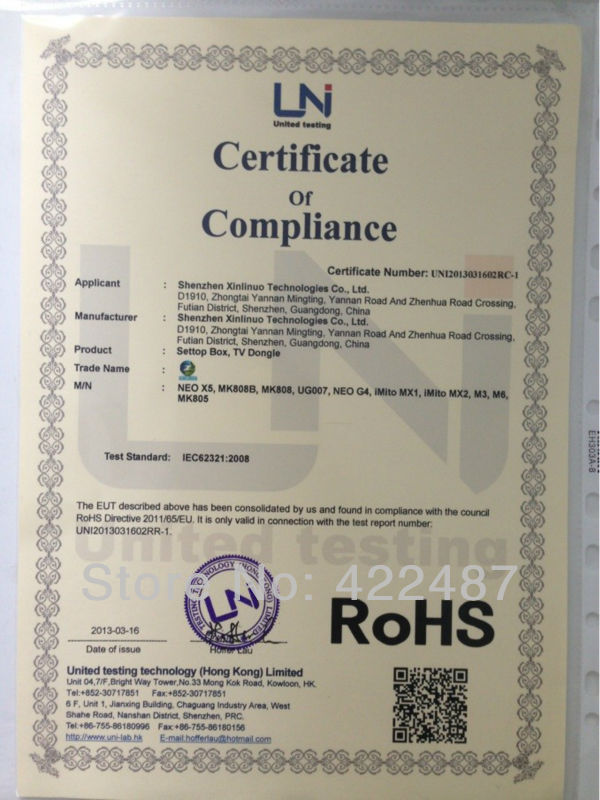 UNi
United testing
Certificate
Of
Compliance
Certificate Number: UNI2013031602RC-1
Applicant : Shenzhen Xinlinuo Technologies Co., Ltd.
D1910, Zhongtai Yannan Mingting, Yannan Road And Zhenhua Road Crossing,
Futian District, Shenzhen, Guangdong, China
Manufacturer : Shenzhen Xinlinuo Technologies Co., Ltd.
D1910, Zhongtai Yannan Mingting, Yannan Road And Zhenhua Road Crossing,
Futian District, Shenzhen, Guangdong, China
Product : Settop Box, TV Dongle
Trade Name :
M/N : NEO X5, MK808B, MK808, UG007, NEO G4, iMito MX1, iMito MX2, M3, M6,
MK805
Test Standard: IEC62321:2008
The EUT described above has been consolidated by us and found in compliance with the council
RoHS Directive 2011/65/EU. It is only valid in connection with the test report number:
UNI2013031602RR-1.
United testing
Store No: 422487
RoHS
2013-03-16
Date of issue
Hoffer Lau
United testing technology (Hong Kong) Limited
Unit 04,7/F,Bright Way Tower,No.33 Mong Kok Road, Kowloon, HK.
Tel:+852-30717851 Fax:+852-30717851
6 F, Unit 1, Jianxing Building, Chaguang Industry Area, West
Shahe Road, Nanshan District, Shenzhen, PRC.
Tel:+86-755-86180996 Fax:+86-755-86180156
http://www.uni-lab.hk E-mail:hofferlau@hotmail.com
EH303A-B